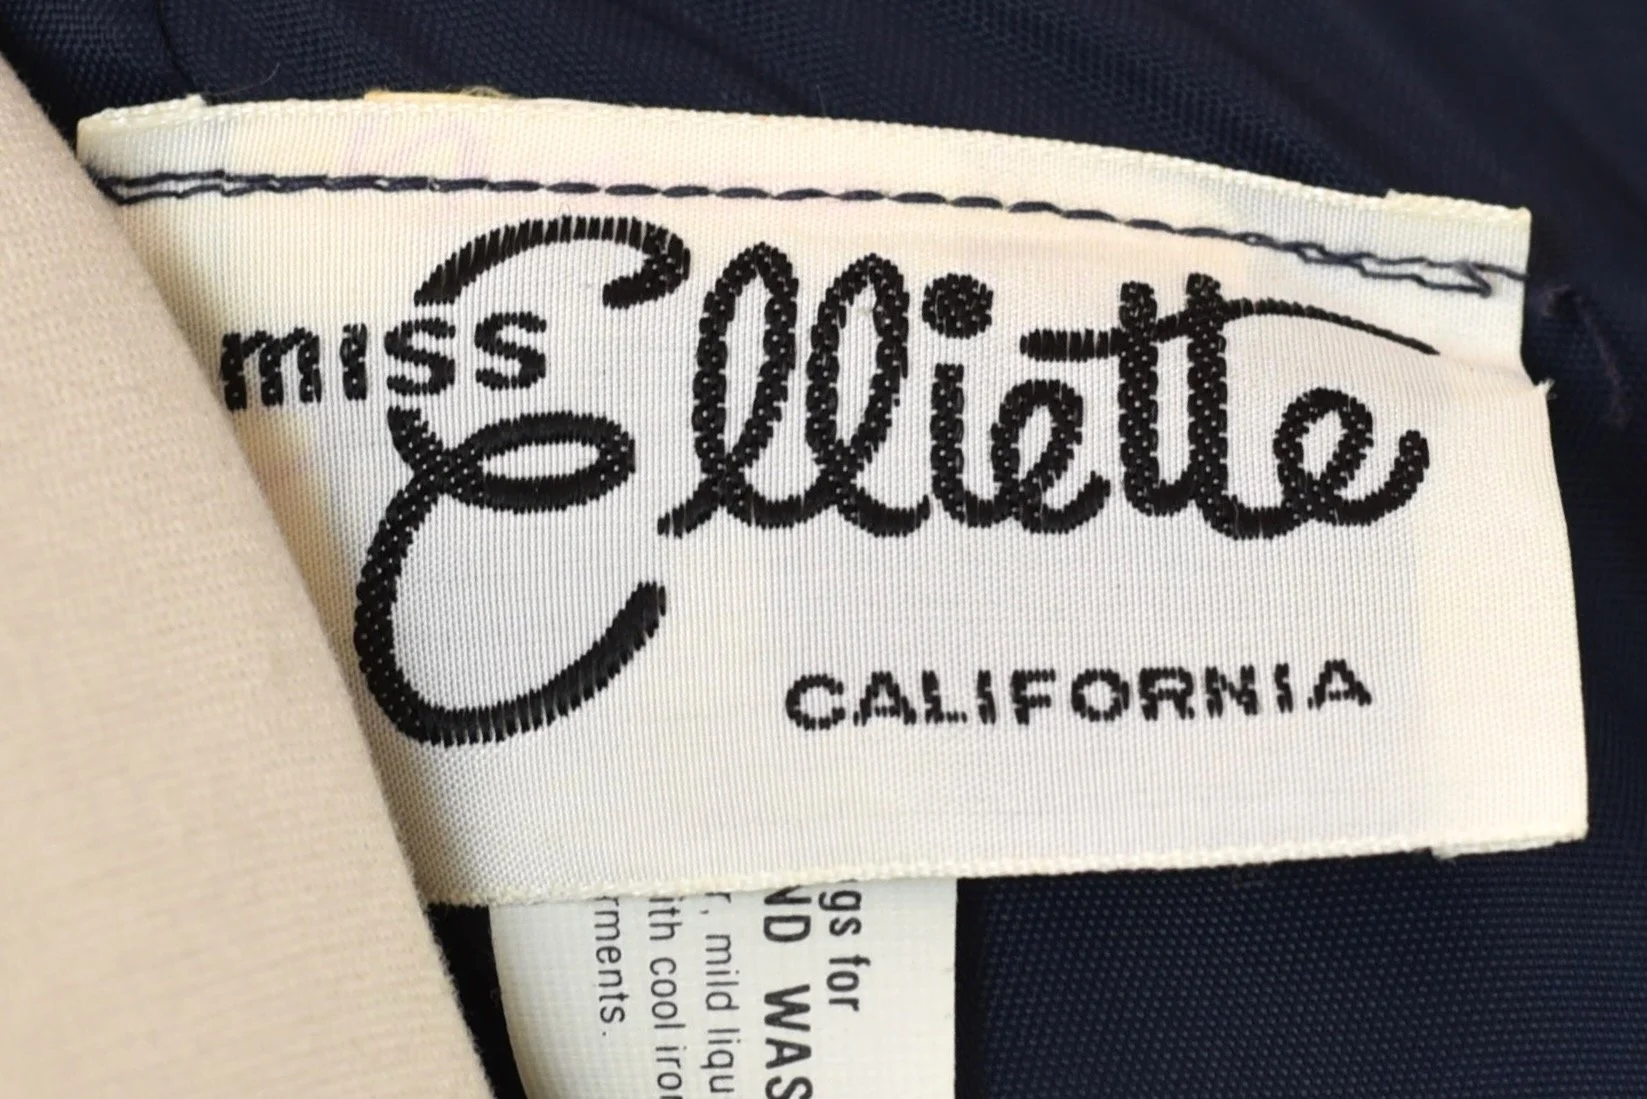 miss
Elliette
CALIFORNIA
gs for
ND WAS
r, mild liqu
ith cool iro
rments.